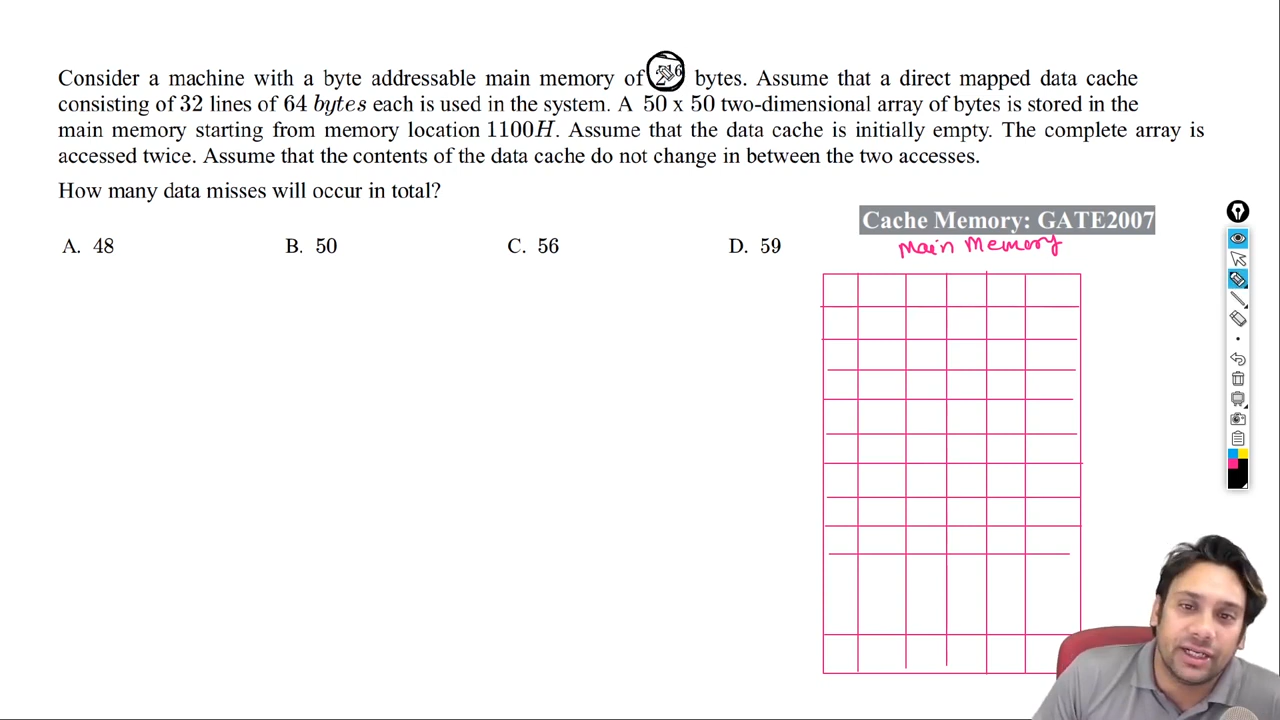 Consider a machine with a byte addressable main memory of 2^16 bytes. Assume that a direct mapped data cache
consisting of 32 lines of 64 bytes each is used in the system. A 50 x 50 two-dimensional array of bytes is stored in the
main memory starting from memory location 1100H. Assume that the data cache is initially empty. The complete array is
accessed twice. Assume that the contents of the data cache do not change in between the two accesses.
How many data misses will occur in total?
Cache Memory: GATE2007
A. 48 B. 50 C. 56 D. 59
Main Memory